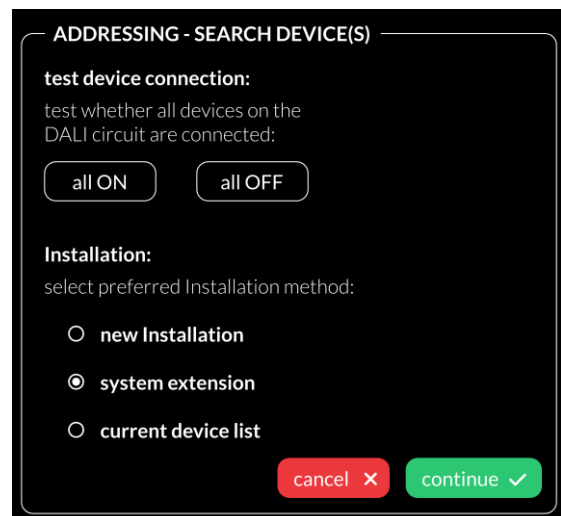 ADDRESSING - SEARCH DEVICE(S)
test device connection:
test whether all devices on the
DALI circuit are connected:
all ON all OFF
Installation:
select preferred Installation method:
new Installation
system extension
current device list
cancel continue